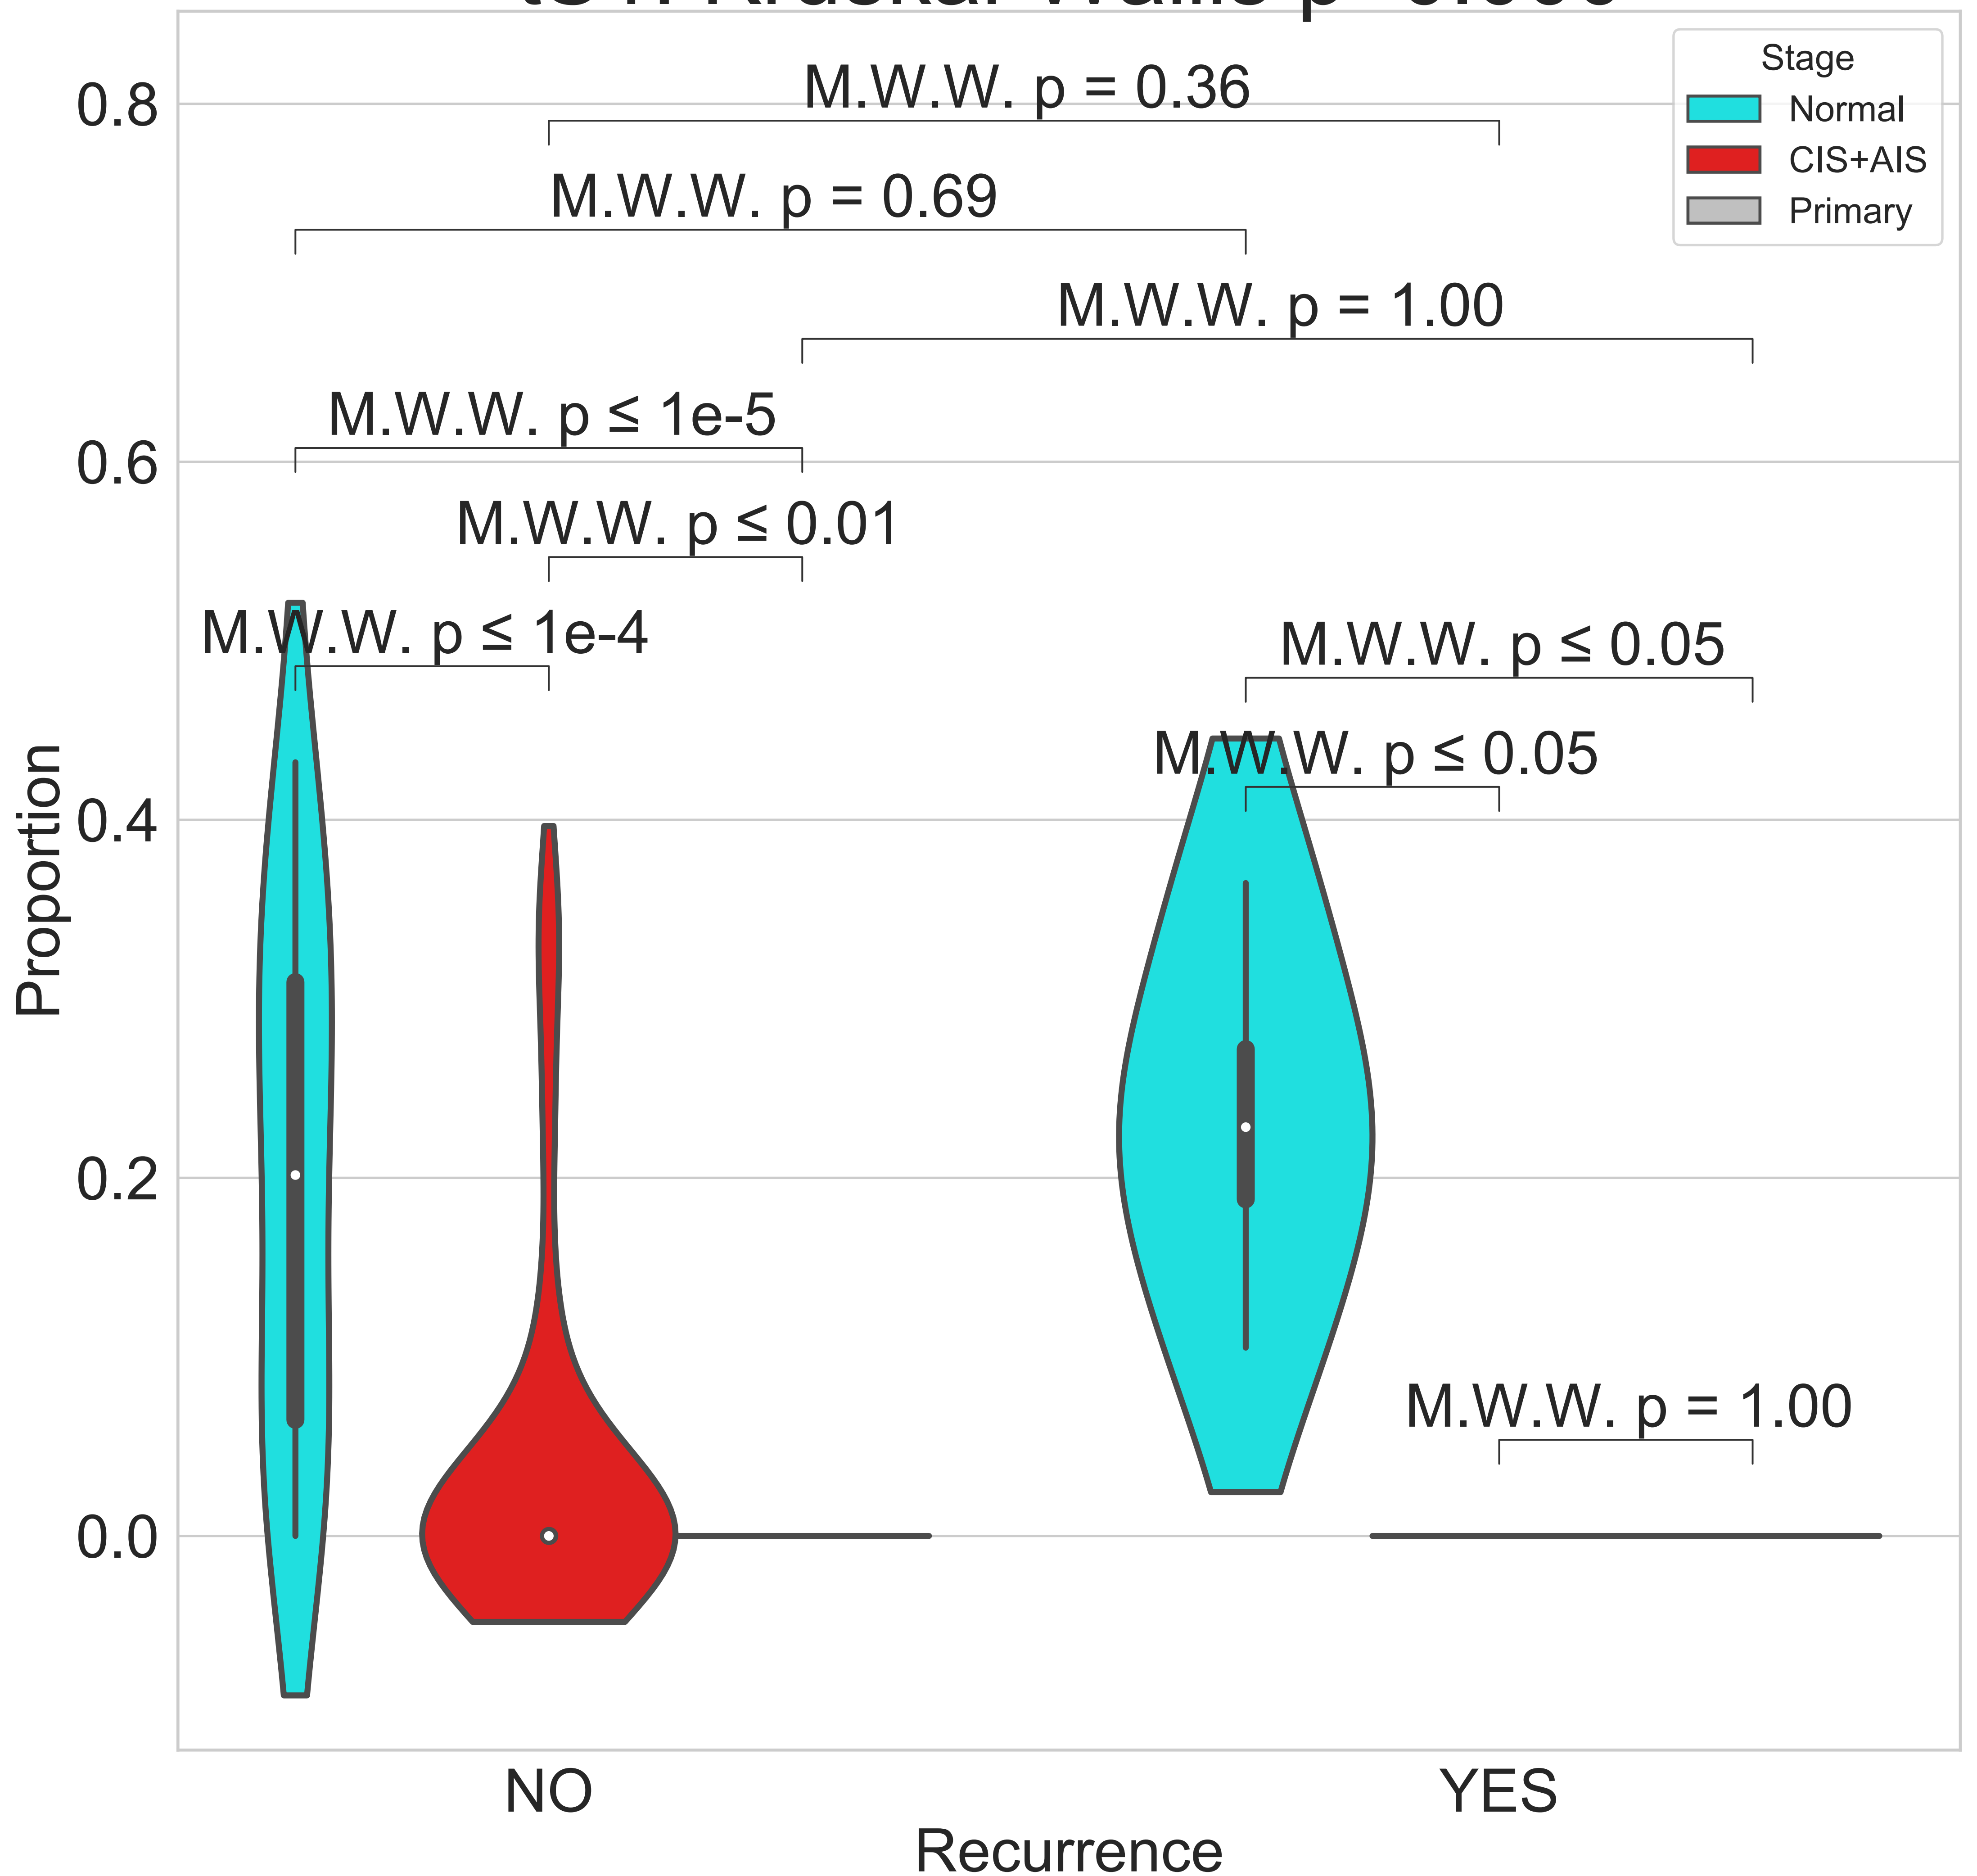 Stage
Normal
CIS+AIS
Primary
M.W.W. p = 0.36
M.W.W. p = 0.69
M.W.W. p = 1.00
M.W.W. p ≤ 1e-5
M.W.W. p ≤ 0.01
M.W.W. p ≤ 1e-4
M.W.W. p ≤ 0.05
M.W.W. p ≤ 0.05
M.W.W. p = 1.00
Proportion
0.8
0.6
0.4
0.2
0.0
NO
YES
Recurrence